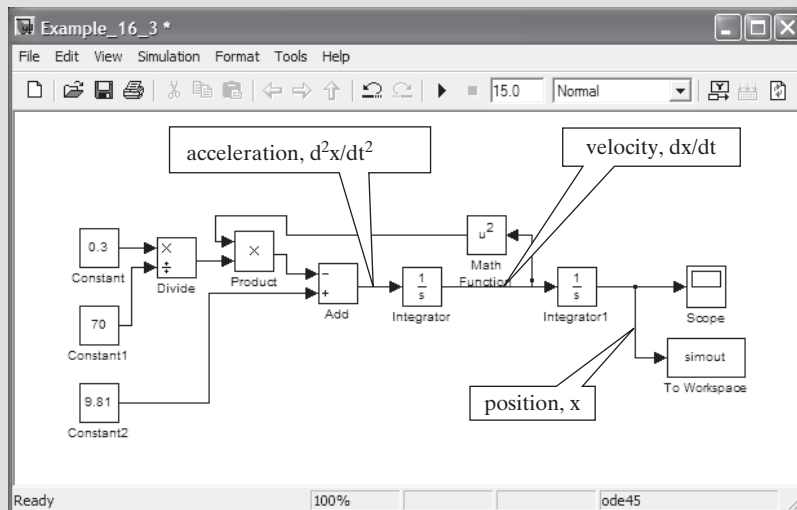 Example_16_3 *
File Edit View Simulation Format Tools Help
15.0 Normal
acceleration, d²x/dt²
velocity, dx/dt
0.3
Constant
×
÷
Divide
×
Product
u²
Math
Function
−
+
Add
1
s
Integrator
1
s
Integrator1
Scope
70
Constant1
simout
To Workspace
9.81
Constant2
position, x
Ready 100% ode45